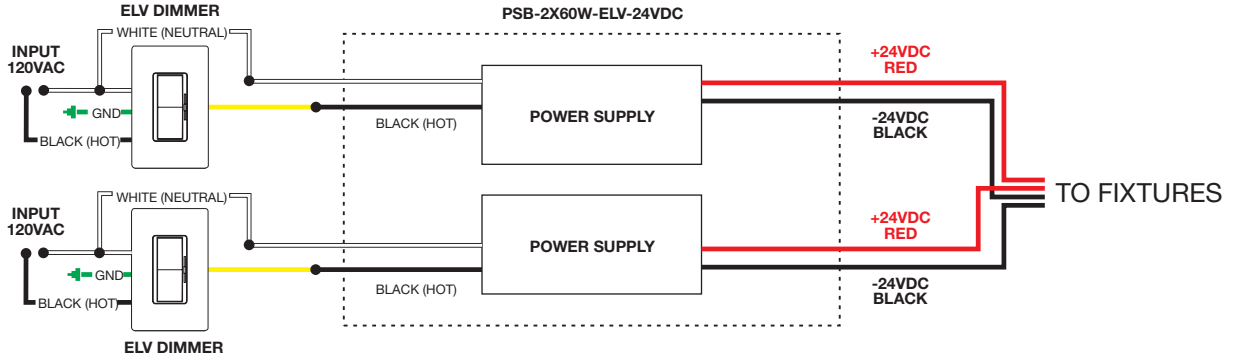 ELV DIMMER
PSB-2X60W-ELV-24VDC
WHITE (NEUTRAL)
INPUT
120VAC
+24VDC
RED
GND
POWER SUPPLY
BLACK (HOT)
-24VDC
BLACK
BLACK (HOT)
TO FIXTURES
WHITE (NEUTRAL)
INPUT
120VAC
+24VDC
RED
POWER SUPPLY
GND
BLACK (HOT)
-24VDC
BLACK
BLACK (HOT)
ELV DIMMER